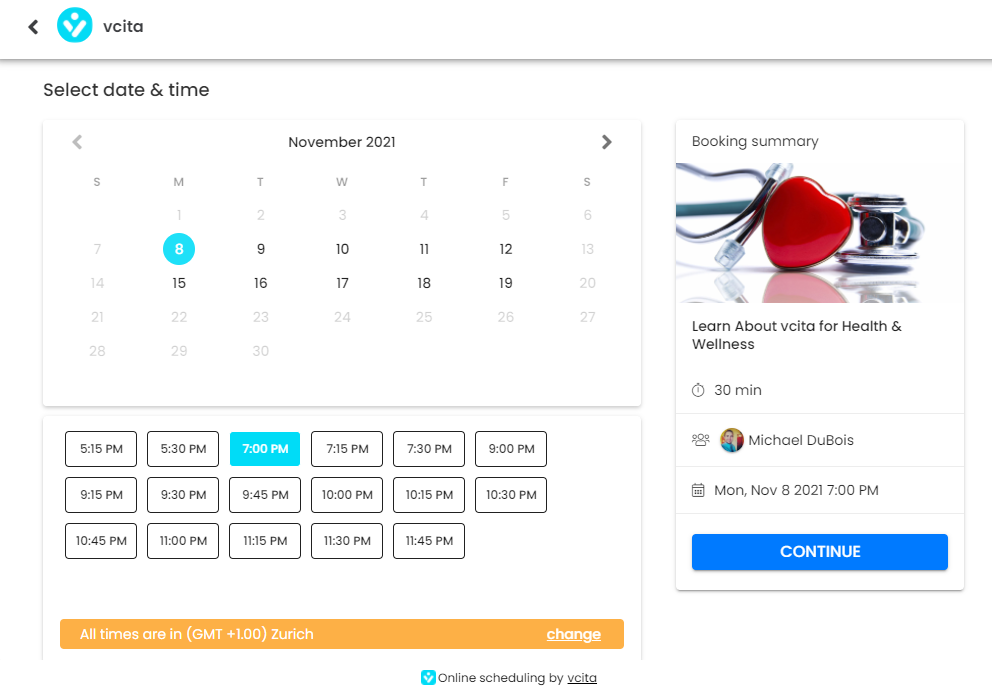 vcita
Select date & time
November 2021
S M T W T F S
1 2 3 4 5 6
7 8 9 10 11 12 13
14 15 16 17 18 19 20
21 22 23 24 25 26 27
28 29 30
5:15 PM 5:30 PM 7:00 PM 7:15 PM 7:30 PM 9:00 PM
9:15 PM 9:30 PM 9:45 PM 10:00 PM 10:15 PM 10:30 PM
10:45 PM 11:00 PM 11:15 PM 11:30 PM 11:45 PM
All times are in (GMT +1.00) Zurich change
Booking summary
Learn About vcita for Health &
Wellness
30 min
Michael DuBois
Mon, Nov 8 2021 7:00 PM
CONTINUE
Online scheduling by vcita